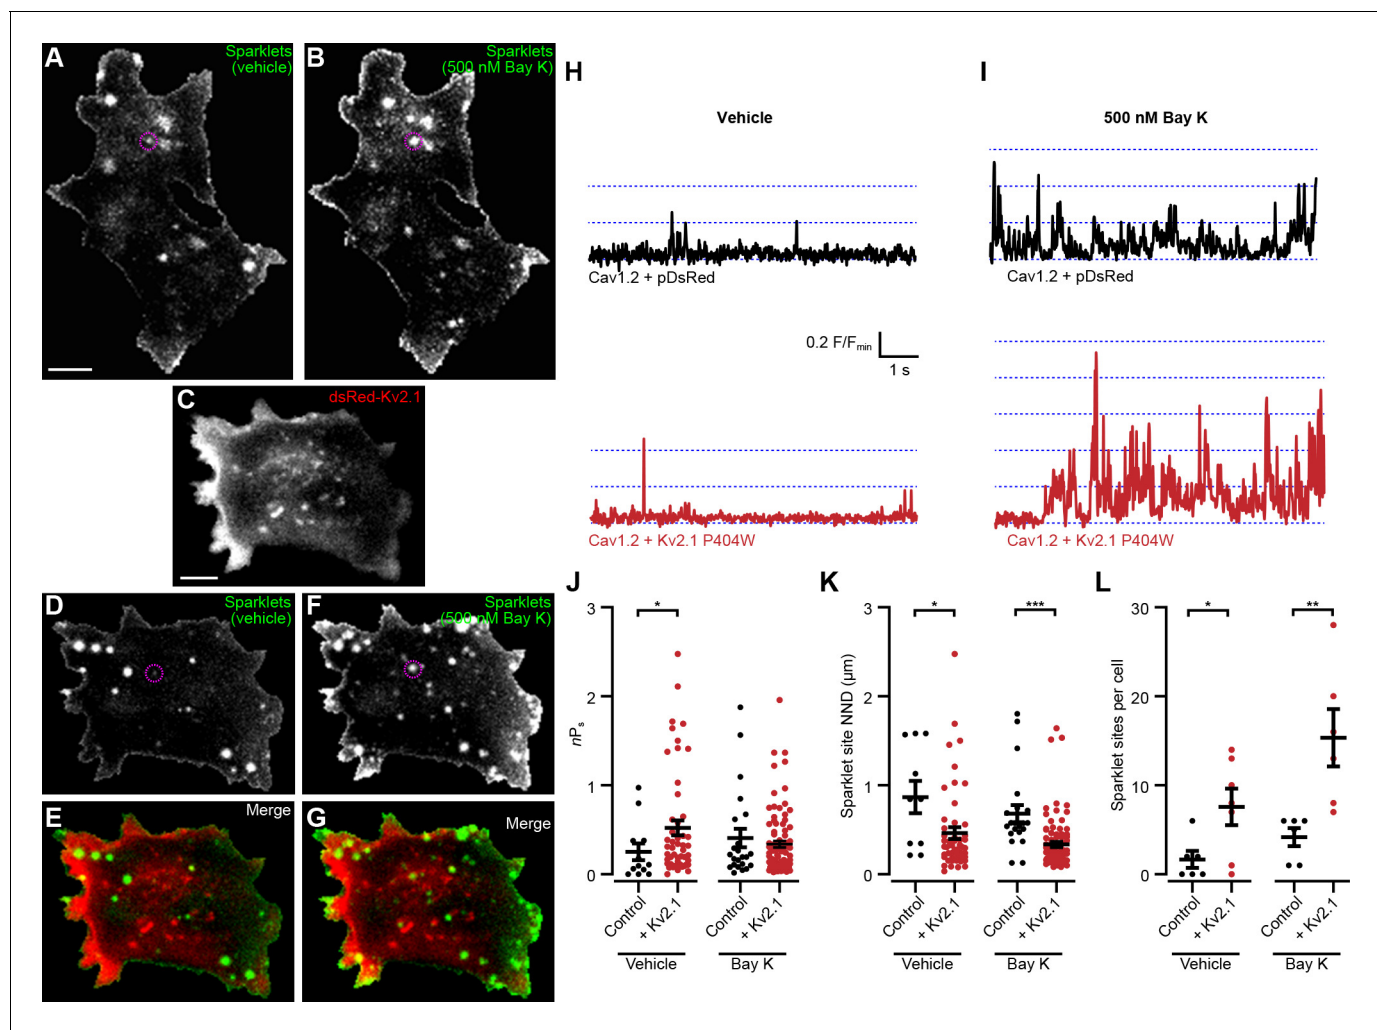 A
Sparklets
(vehicle)
B
Sparklets
(500 nM Bay K)
C
dsRed-Kv2.1
D
Sparklets
(vehicle)
F
Sparklets
(500 nM Bay K)
E
Merge
G
Merge
H
Vehicle
Cav1.2 + pDsRed
0.2 F/Fmin
1 s
Cav1.2 + Kv2.1 P404W
I
500 nM Bay K
Cav1.2 + pDsRed
Cav1.2 + Kv2.1 P404W
J
nPs
3
2
1
0
*
Control
+ Kv2.1
Control
+ Kv2.1
Vehicle
Bay K
K
Sparklet site NND (µm)
3
2
1
0
*
***
Control
+ Kv2.1
Control
+ Kv2.1
Vehicle
Bay K
L
Sparklet sites per cell
30
20
10
0
*
**
Control
+ Kv2.1
Control
+ Kv2.1
Vehicle
Bay K